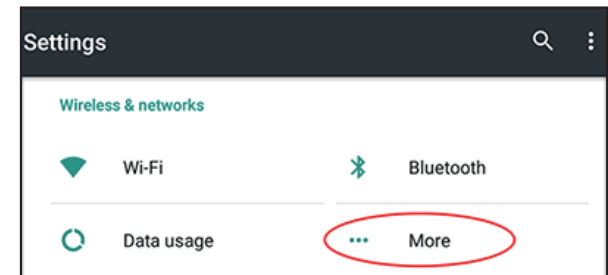 Settings
Wireless & networks
Wi-Fi
Bluetooth
Data usage
More